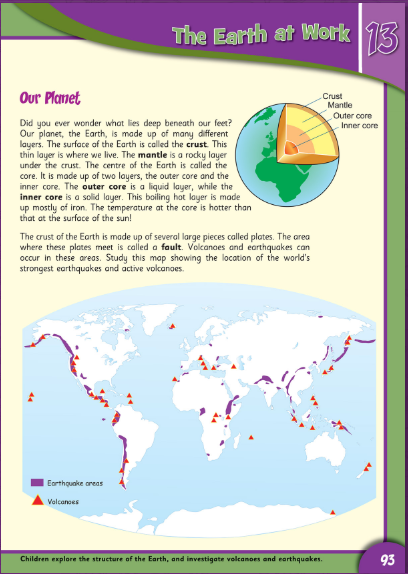 The Earth at Work
13
Our Planet
Did you ever wonder what lies deep beneath our feet?
Our planet, the Earth, is made up of many different
layers. The surface of the Earth is called the crust. This
thin layer is where we live. The mantle is a rocky layer
under the crust. The centre of the Earth is called the
core. It is made up of two layers, the outer core and the
inner core. The outer core is a liquid layer, while the
inner core is a solid layer. This boiling hot layer is made
up mostly of iron. The temperature at the core is hotter than
that at the surface of the sun!
Crust
Mantle
Outer core
Inner core
The crust of the Earth is made up of several large pieces called plates. The area
where these plates meet is called a fault. Volcanoes and earthquakes can
occur in these areas. Study this map showing the location of the world's
strongest earthquakes and active volcanoes.
Earthquake areas
Volcanoes
Children explore the structure of the Earth, and investigate volcanoes and earthquakes.
93